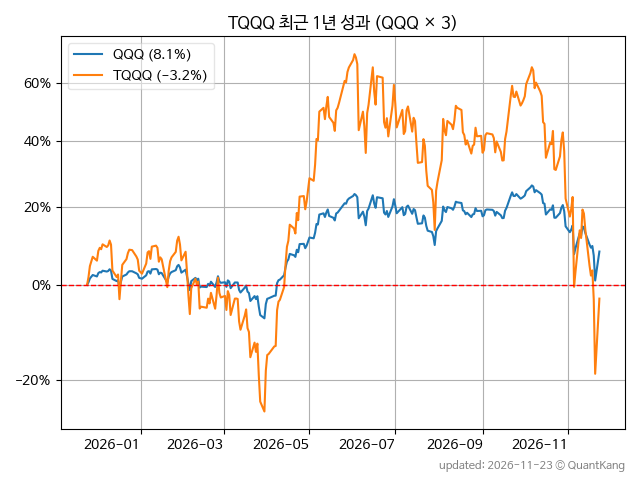 TQQQ 최근 1년 성과 (QQQ × 3)
QQQ (8.1%)
TQQQ (−3.2%)
60%
40%
20%
0%
−20%
2026-01
2026-03
2026-05
2026-07
2026-09
2026-11
updated: 2026-11-23 © QuantKang